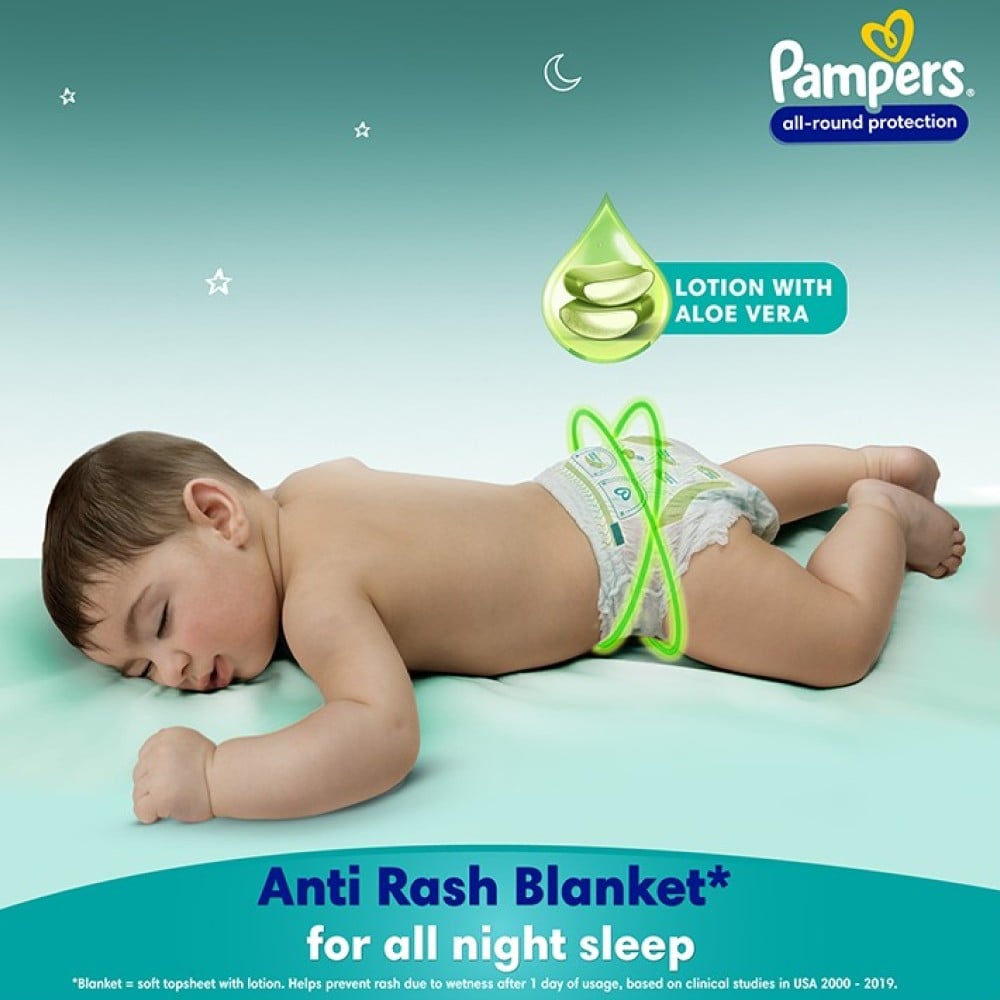 Pampers®
all-round protection
LOTION WITH
ALOE VERA
Anti Rash Blanket*
for all night sleep
*Blanket = soft topsheet with lotion. Helps prevent rash due to wetness after 1 day of usage, based on clinical studies in USA 2000 - 2019.